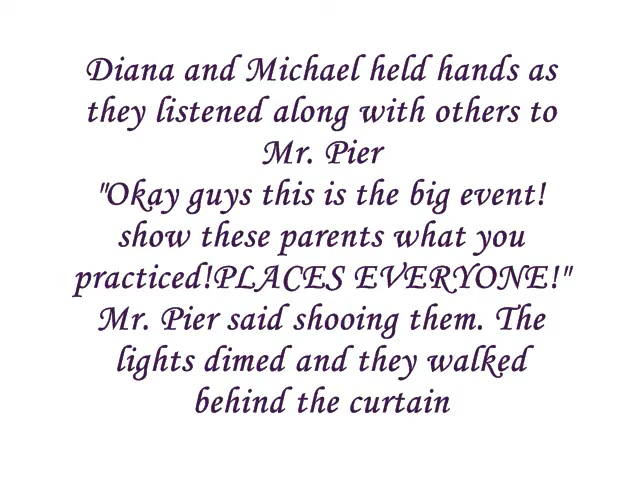 Diana and Michael held hands as
they listened along with others to
Mr. Pier
"Okay guys this is the big event!
show these parents what you
practiced!PLACES EVERYONE!"
Mr. Pier said shooing them. The
lights dimed and they walked
behind the curtain